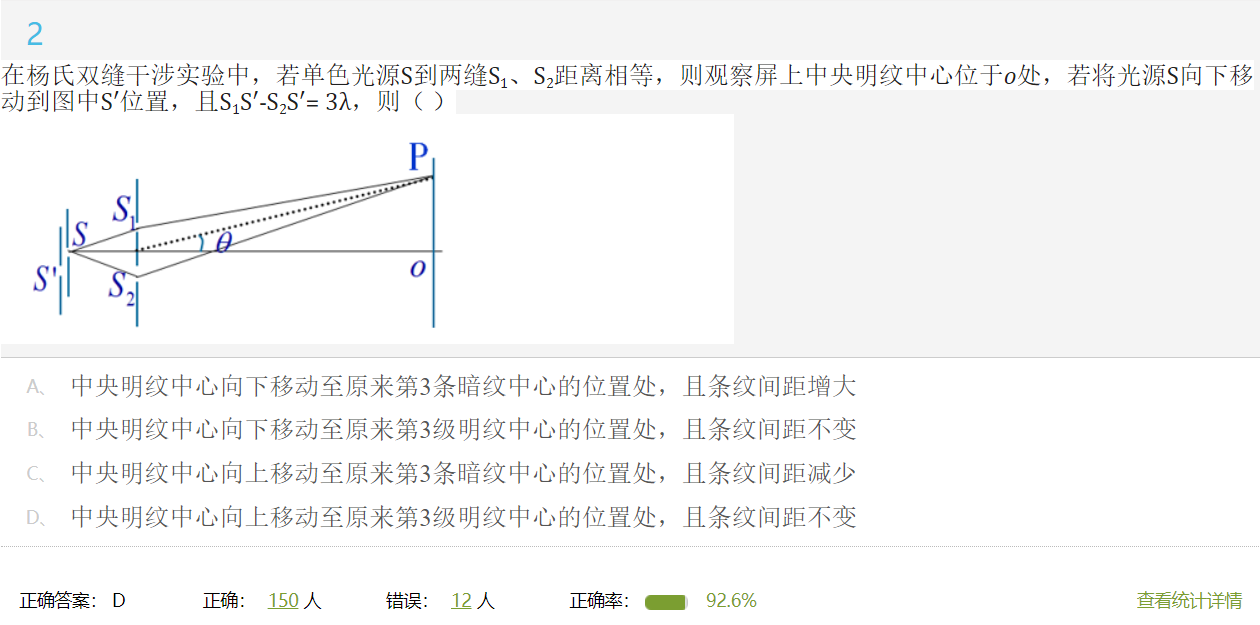 2
在杨氏双缝干涉实验中，若单色光源S到两缝S₁、S₂距离相等，则观察屏上中央明纹中心位于o处，若将光源S向下移
动到图中S′位置，且S₁S′-S₂S′= 3λ，则（ ）
P
S₁
S
θ
S'
S₂
o
A、 中央明纹中心向下移动至原来第3条暗纹中心的位置处，且条纹间距增大
B、 中央明纹中心向下移动至原来第3级明纹中心的位置处，且条纹间距不变
C、 中央明纹中心向上移动至原来第3条暗纹中心的位置处，且条纹间距减少
D、 中央明纹中心向上移动至原来第3级明纹中心的位置处，且条纹间距不变
正确答案： D 正确： 150 人 错误： 12 人 正确率： 92.6% 查看统计详情